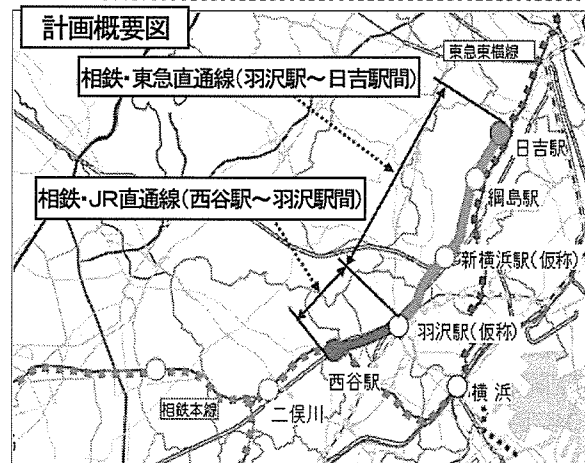 計画概要図
東急東横線
相鉄・東急直通線(羽沢駅～日吉駅間)
日吉駅
綱島駅
相鉄・JR直通線(西谷駅～羽沢駅間)
新横浜駅(仮称)
羽沢駅(仮称)
西谷駅
横浜
二俣川
相鉄本線